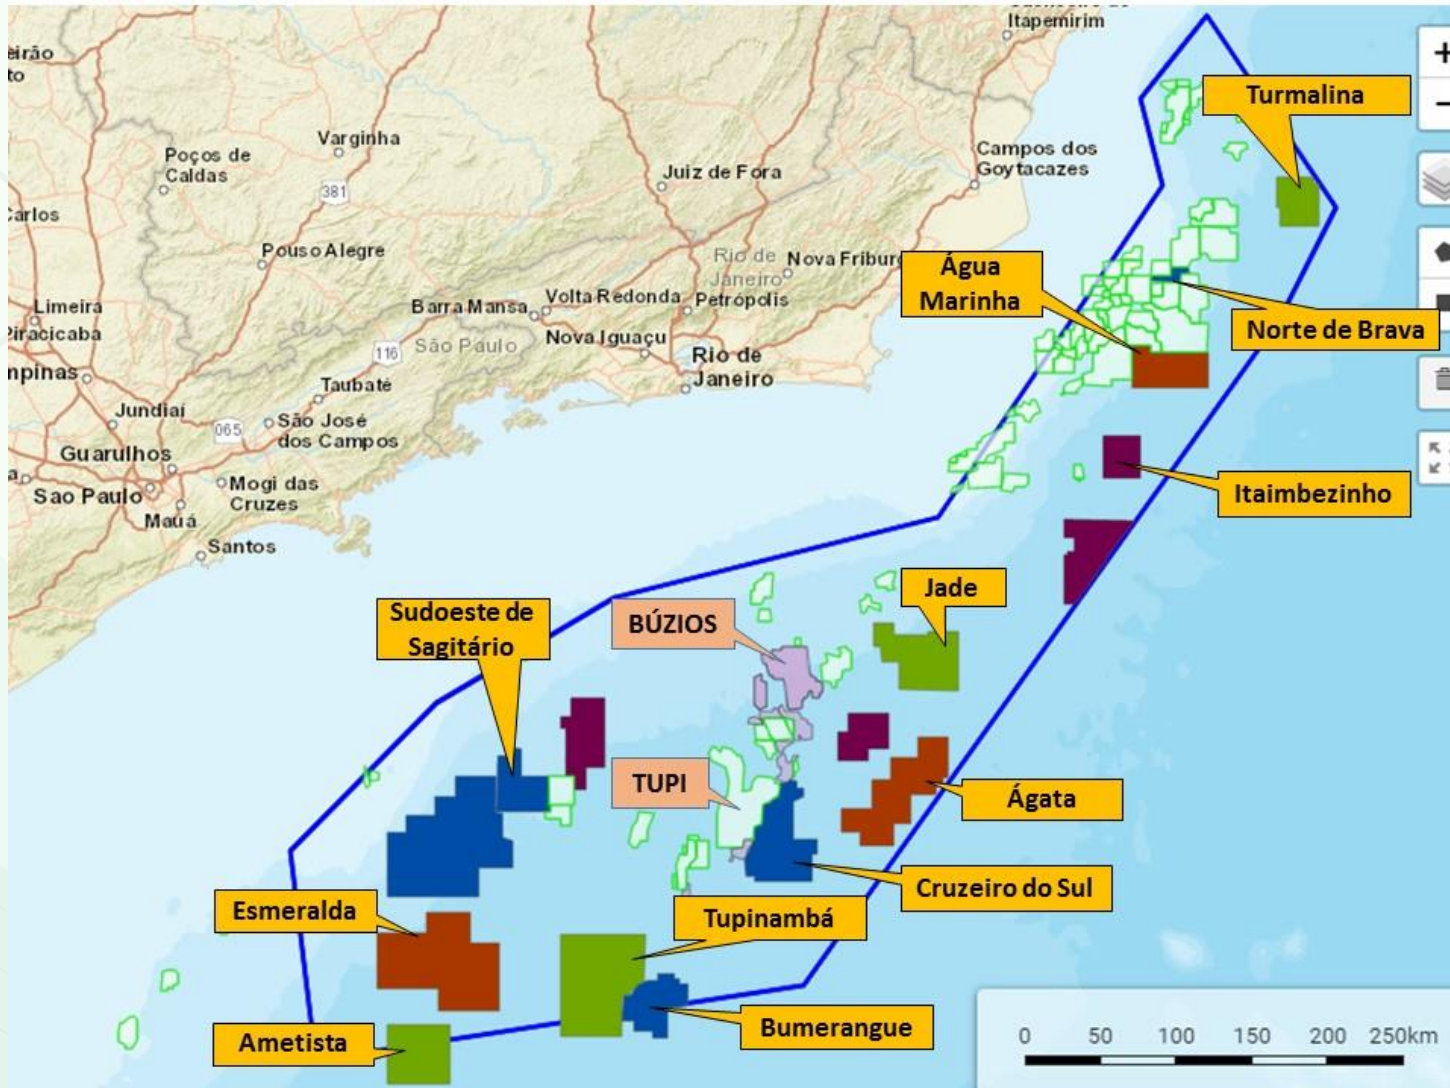 Itapemirim
Turmalina
eirão
to
Varginha
Poços de
Caldas
Campos dos
Goytacazes
Juiz de Fora
381
Carlos
Pouso Alegre
Rio de
Janeiro
Nova Fribur
Água
Marinha
Limeira
Piracicaba
Barra Mansa
Volta Redonda
Petrópolis
Norte de Brava
116
São Paulo
Nova Iguaçu
Rio de
Janeiro
mpinas
Taubaté
Jundiaí
065
São José
dos Campos
Guarulhos
a
Sao Paulo
Mogi das
Cruzes
Mauá
Itaimbezinho
Santos
Jade
Sudoeste de
Sagitário
BÚZIOS
TUPI
Ágata
Cruzeiro do Sul
Esmeralda
Tupinambá
Ametista
Bumerangue
0 50 100 150 200 250km